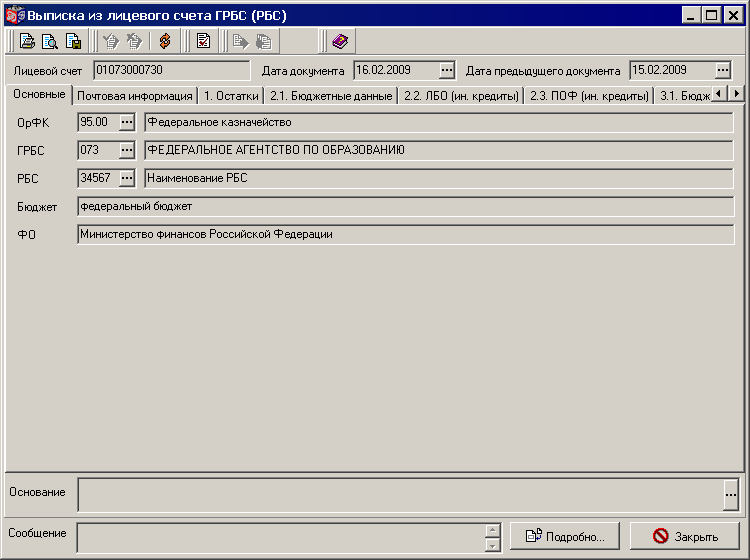 Выписка из лицевого счета ГРБС (РБС)
Лицевой счет 01073000730 Дата документа 16.02.2009 ... Дата предыдущего документа 15.02.2009 ...
Основные Почтовая информация 1. Остатки 2.1. Бюджетные данные 2.2. ЛБО (ин. кредиты) 2.3. ПОФ (ин. кредиты) 3.1. Бюдж
ОрФК 95.00 ... Федеральное казначейство
ГРБС 073 ... ФЕДЕРАЛЬНОЕ АГЕНТСТВО ПО ОБРАЗОВАНИЮ
РБС 34567 ... Наименование РБС
Бюджет федеральный бюджет
ФО Министерство финансов Российской Федерации
Основание ...
Сообщение Подробно... Закрыть